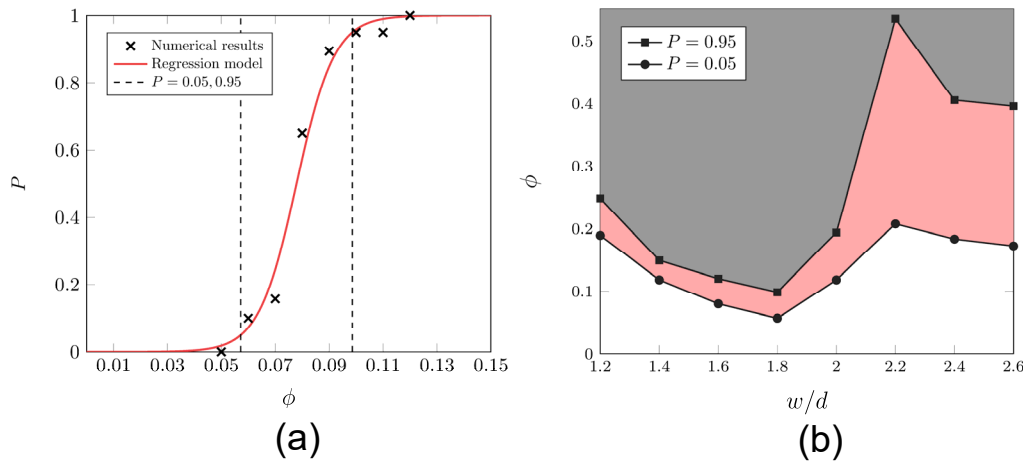 1
0.8
0.6
0.4
0.2
0
P
Numerical results
Regression model
P = 0.05, 0.95
0.01 0.03 0.05 0.07 0.09 0.11 0.13 0.15
ϕ
(a)
0.5
0.4
0.3
0.2
0.1
0
ϕ
P = 0.95
P = 0.05
1.2 1.4 1.6 1.8 2 2.2 2.4 2.6
w/d
(b)